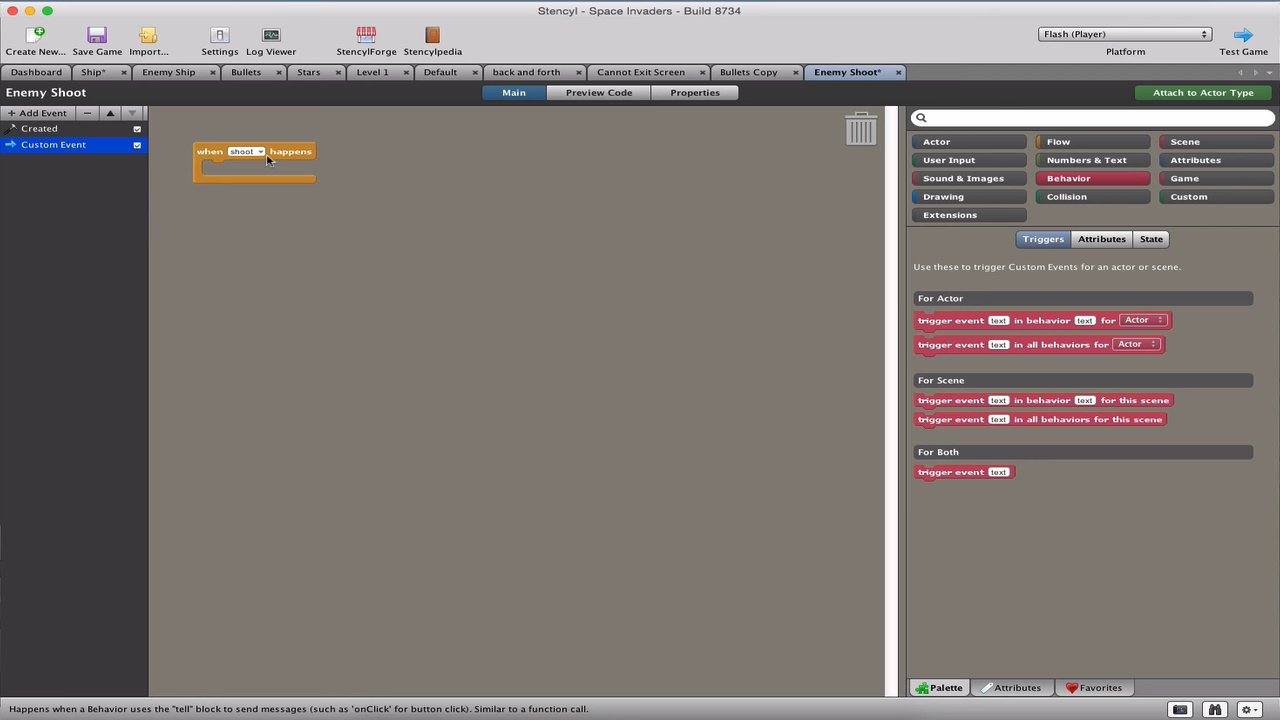 Stencyl - Space Invaders - Build 8734
Create New... Save Game Import... Settings Log Viewer StencylForge Stencylpedia Flash (Player) Platform Test Game
Dashboard Ship* Enemy Ship Bullets Stars Level 1 Default back and forth Cannot Exit Screen Bullets Copy Enemy Shoot*
Enemy Shoot Main Preview Code Properties Attach to Actor Type
+ Add Event
Created
Custom Event
when shoot happens
Actor Flow Scene
User Input Numbers & Text Attributes
Sound & Images Behavior Game
Drawing Collision Custom
Extensions
Triggers Attributes State
Use these to trigger Custom Events for an actor or scene.
For Actor
trigger event text in behavior text for Actor
trigger event text in all behaviors for Actor
For Scene
trigger event text in behavior text for this scene
trigger event text in all behaviors for this scene
For Both
trigger event text
Palette Attributes Favorites
Happens when a Behavior uses the "tell" block to send messages (such as 'onClick' for button click). Similar to a function call.